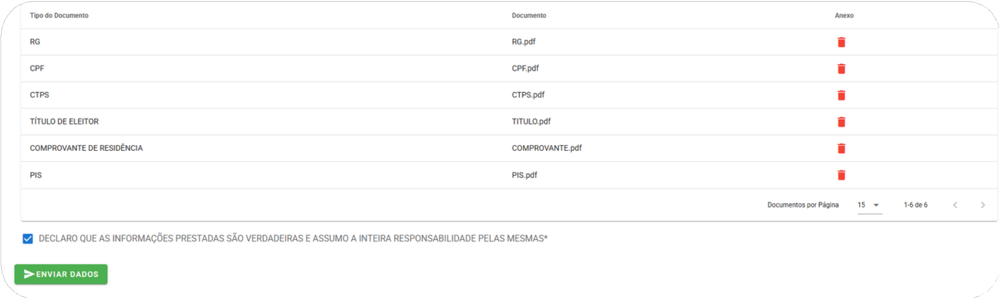 Tipo do Documento Documento Anexo
RG RG.pdf
CPF CPF.pdf
CTPS CTPS.pdf
TÍTULO DE ELEITOR TITULO.pdf
COMPROVANTE DE RESIDÊNCIA COMPROVANTE.pdf
PIS PIS.pdf
Documentos por Página 15 1-6 de 6
DECLARO QUE AS INFORMAÇÕES PRESTADAS SÃO VERDADEIRAS E ASSUMO A INTEIRA RESPONSABILIDADE PELAS MESMAS*
ENVIAR DADOS